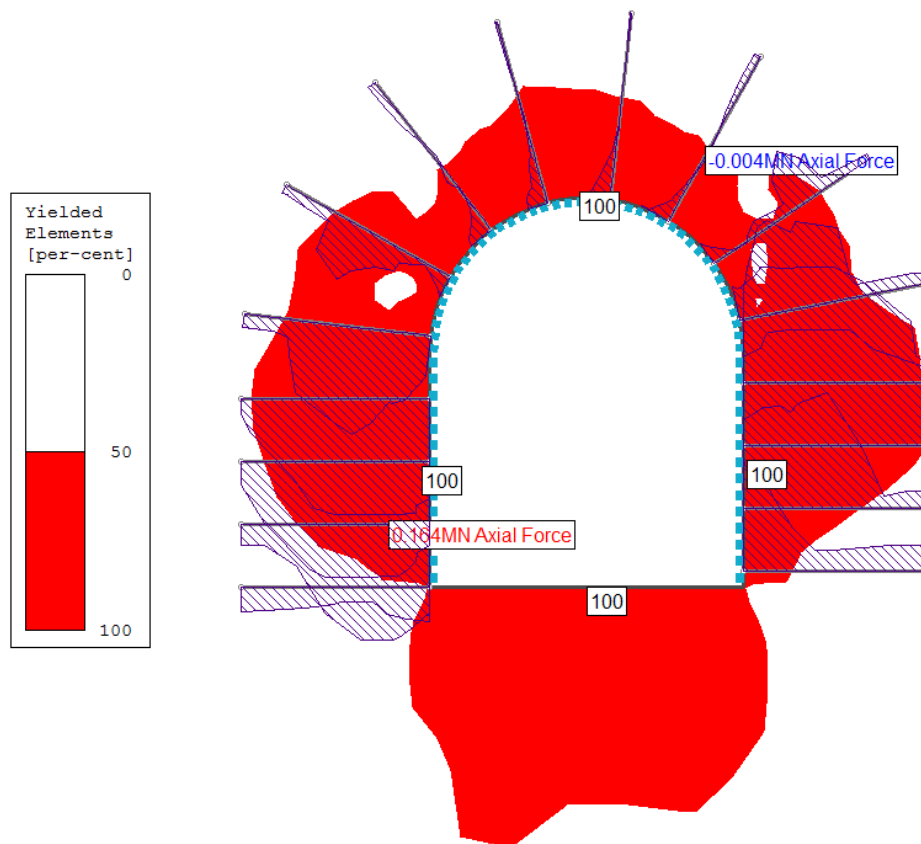 -0.004MN Axial Force
Yielded
Elements
[per-cent]
0
50
100
100
100
100
0.164MN Axial Force
100